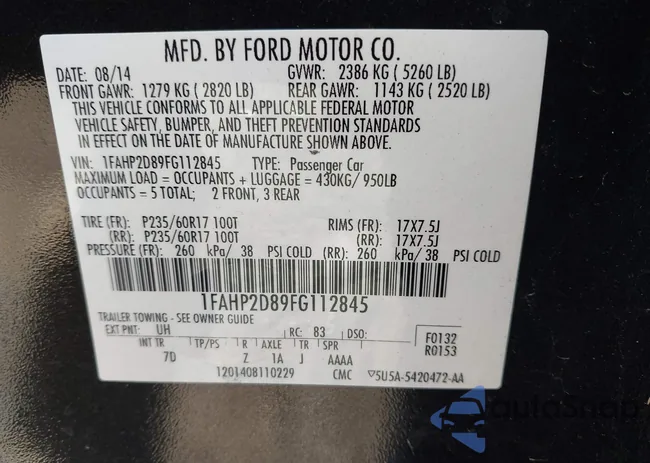 MFD. BY FORD MOTOR CO.
DATE: 08/14 GVWR: 2386 KG ( 5260 LB)
FRONT GAWR: 1279 KG ( 2820 LB) REAR GAWR: 1143 KG ( 2520 LB)
THIS VEHICLE CONFORMS TO ALL APPLICABLE FEDERAL MOTOR
VEHICLE SAFETY, BUMPER, AND THEFT PREVENTION STANDARDS
IN EFFECT ON THE DATE OF MANUFACTURE SHOWN ABOVE.
VIN: 1FAHP2D89FG112845 TYPE: Passenger Car
MAXIMUM LOAD = OCCUPANTS + LUGGAGE = 430KG/ 950LB
OCCUPANTS = 5 TOTAL; 2 FRONT, 3 REAR
TIRE (FR): P235/60R17 100T RIMS (FR): 17X7.5J
(RR): P235/60R17 100T (RR): 17X7.5J
PRESSURE (FR): 260 kPa/ 38 PSI COLD (RR): 260 kPa/ 38 PSI COLD
1FAHP2D89FG112845
TRAILER TOWING - SEE OWNER GUIDE
EXT PNT: UH RC: 83 DSO: F0132
INT TR TP/PS R AXLE TR SPR R0153
7D Z 1A J AAAA
1201408110229 CMC ▽5U5A-5420472-AA
autoSnap